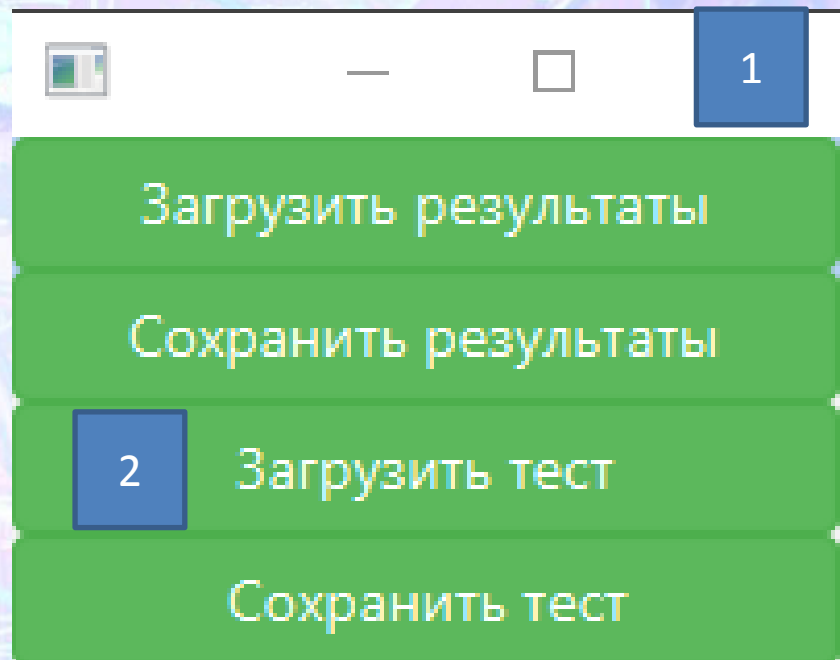 1
Загрузить результаты
Сохранить результаты
2 Загрузить тест
Сохранить тест